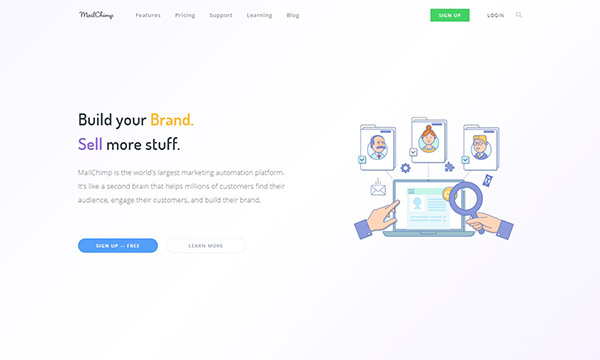 MailChimp
Features
Pricing
Support
Learning
Blog
SIGN UP
LOGIN
Build your Brand.
Sell more stuff.
MailChimp is the world's largest marketing automation platform.
It's like a second brain that helps millions of customers find their
audience, engage their customers, and build their brand.
SIGN UP — FREE
LEARN MORE